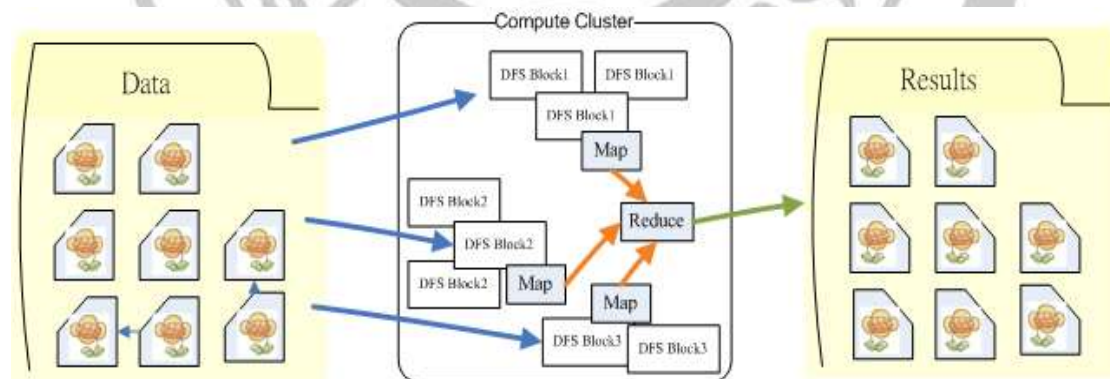 Compute Cluster
Data
DFS Block1
DFS Block1
DFS Block1
Map
DFS Block2
DFS Block2
DFS Block2
Map
Reduce
Map
DFS Block3
DFS Block3
Results